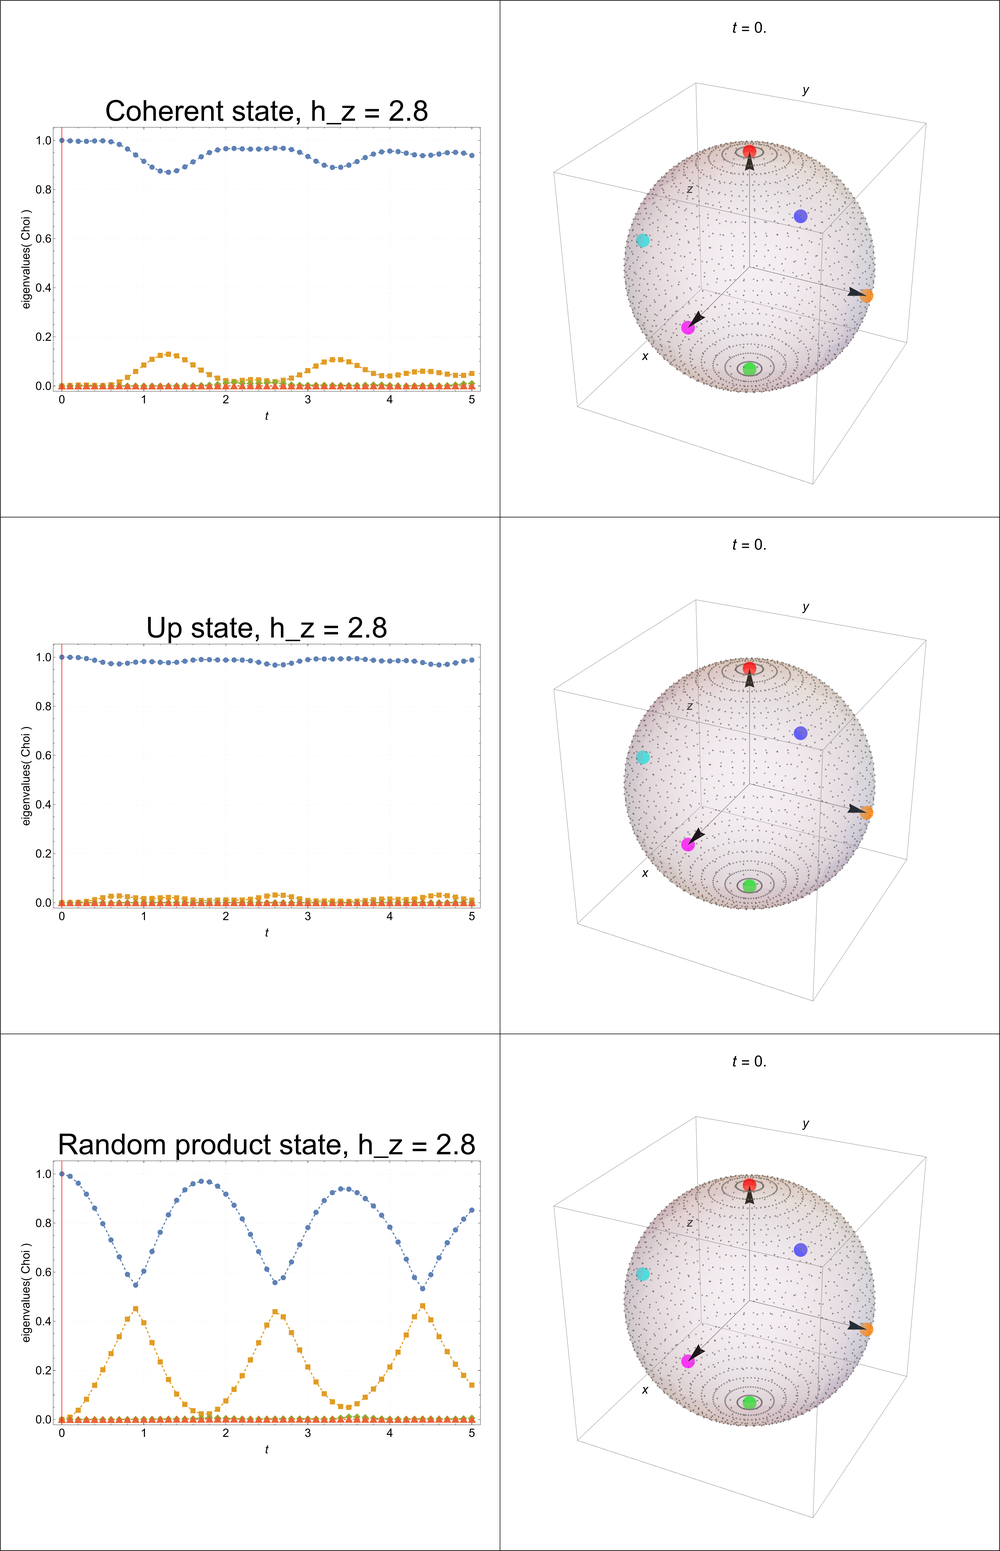 t = 0.
Coherent state, h_z = 2.8
eigenvalues( Choi )
1.0
0.8
0.6
0.4
0.2
0.0
0 1 2 3 4 5
t
y
z
x
t = 0.
Up state, h_z = 2.8
eigenvalues( Choi )
1.0
0.8
0.6
0.4
0.2
0.0
0 1 2 3 4 5
t
y
z
x
t = 0.
Random product state, h_z = 2.8
eigenvalues( Choi )
1.0
0.8
0.6
0.4
0.2
0.0
0 1 2 3 4 5
t
y
z
x